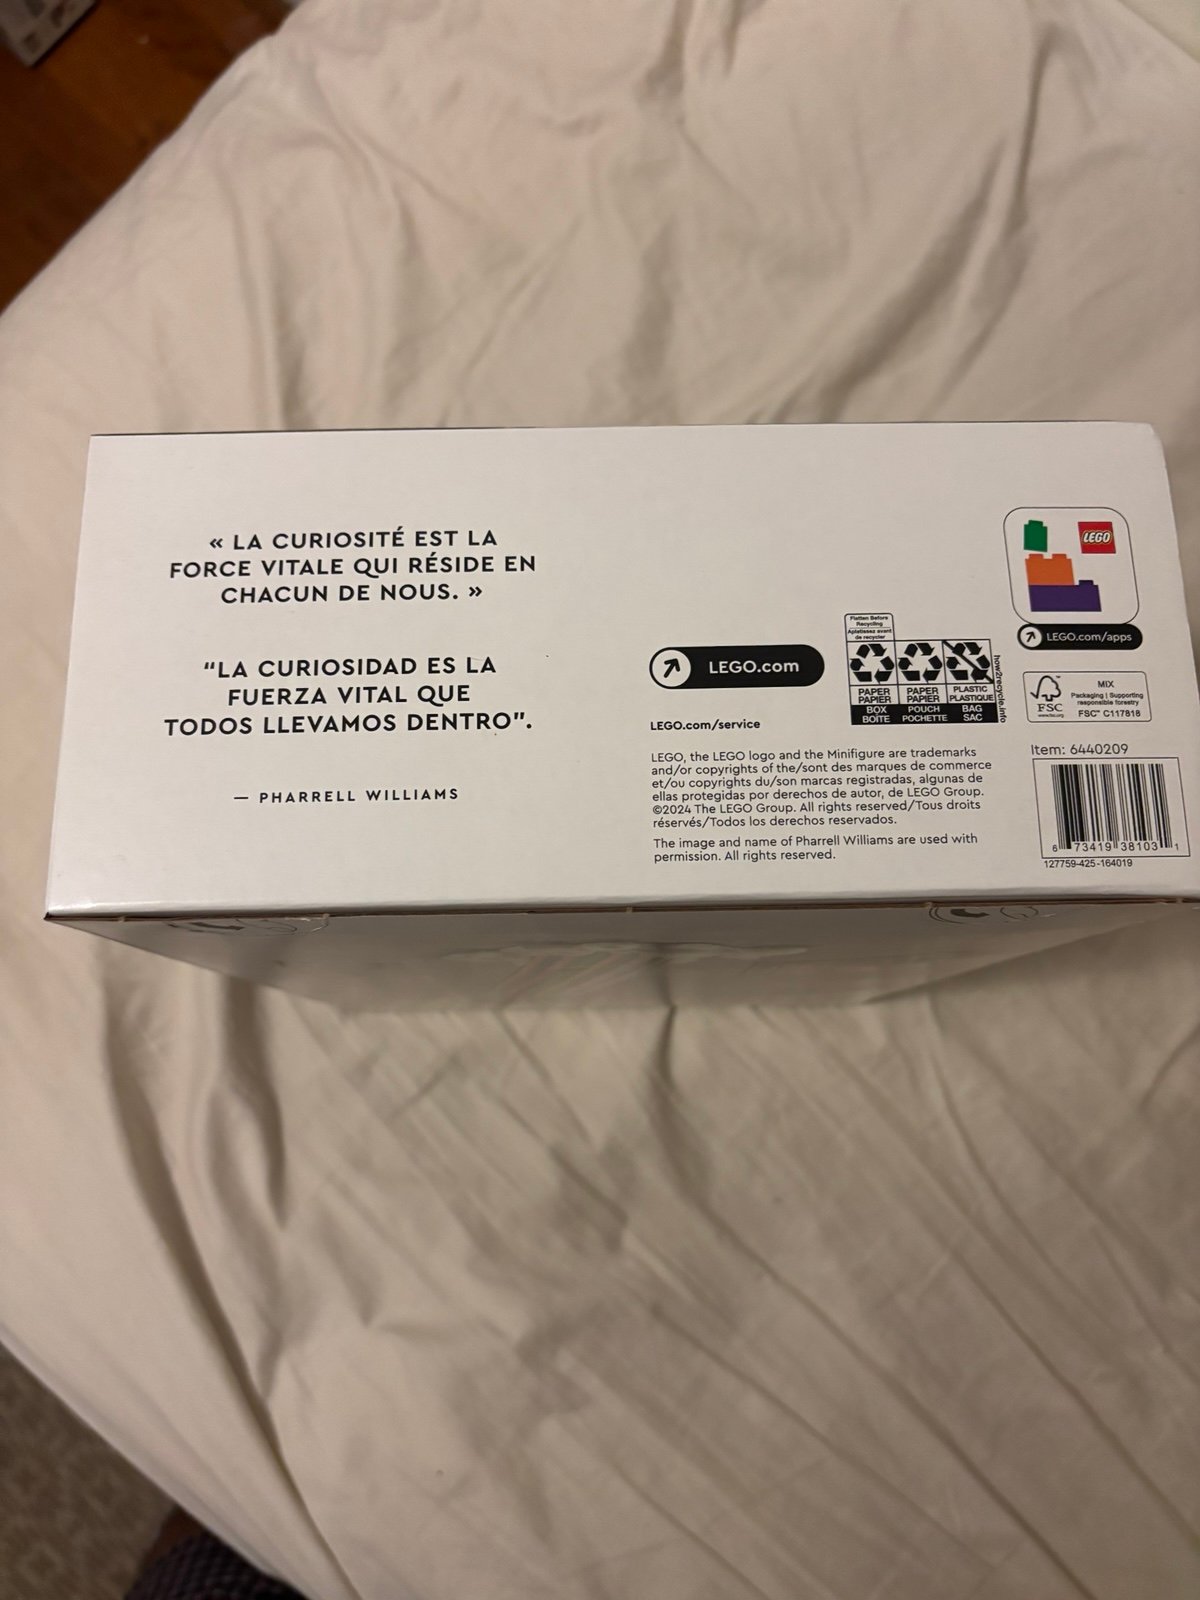 « LA CURIOSITÉ EST LA
FORCE VITALE QUI RÉSIDE EN
CHACUN DE NOUS. »
"LA CURIOSIDAD ES LA
FUERZA VITAL QUE
TODOS LLEVAMOS DENTRO".
— PHARRELL WILLIAMS
LEGO.com
LEGO.com/service
Flatten Before
Recycling
Aplatissez avant
de recycler
PAPER
PAPIER
BOX
BOÎTE
PAPER
PAPIER
POUCH
POCHETTE
PLASTIC
PLASTIQUE
BAG
SAC
how2recycle.info
LEGO, the LEGO logo and the Minifigure are trademarks
and/or copyrights of the/sont des marques de commerce
et/ou copyrights du/son marcas registradas, algunas de
ellas protegidas por derechos de autor, de LEGO Group.
©2024 The LEGO Group. All rights reserved/Tous droits
réservés/Todos los derechos reservados.
The image and name of Pharrell Williams are used with
permission. All rights reserved.
LEGO
LEGO.com/apps
FSC
www.fsc.org
MIX
Packaging | Supporting
responsible forestry
FSC™ C117818
Item: 6440209
6 73419 38103 1
127759-425-164019